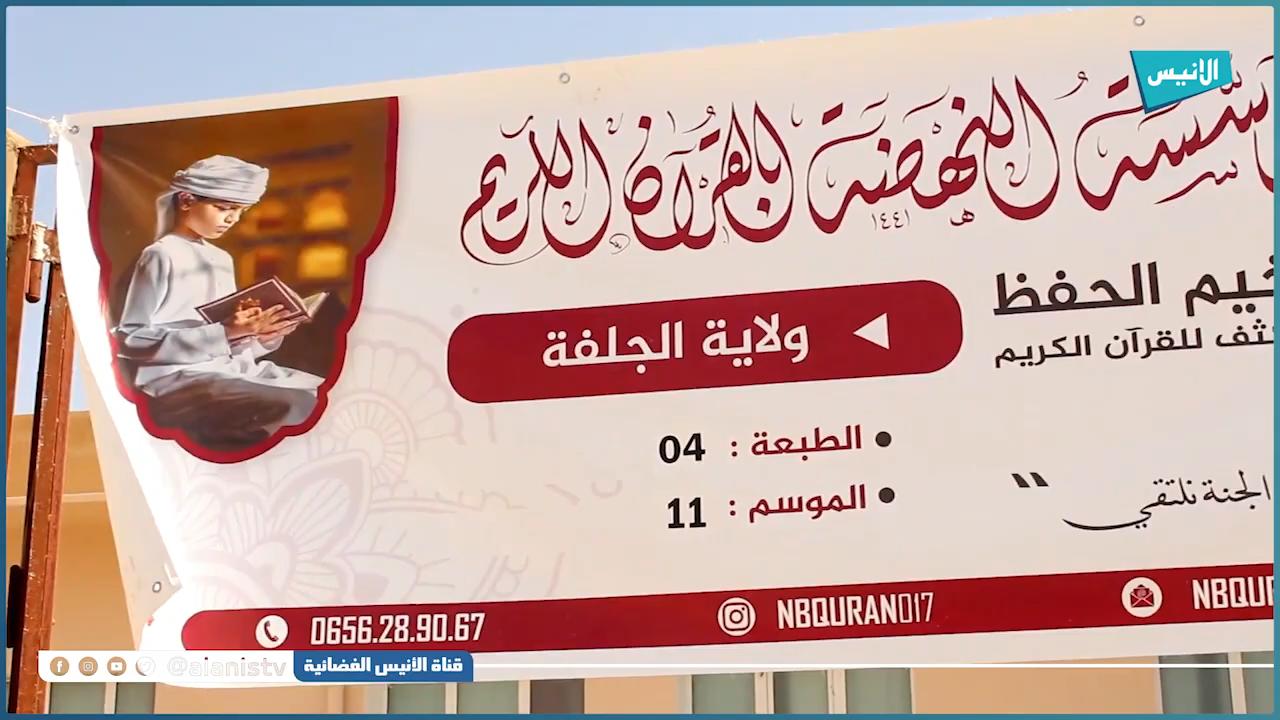 الانيس
النهضة بالقرآن الكريم
١٤٤١ هـ
ولاية الجلفة
الحفظ
للقرآن الكريم
الطبعة : 04
الموسم : 11
الجنة نلتقي "
0656.28.90.67
NBQURAN017
@alanistv
قناة الأنيس الفضائية